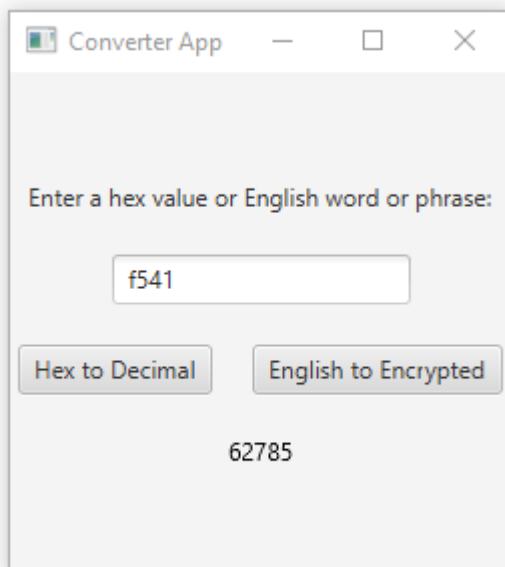 Converter App
Enter a hex value or English word or phrase:
f541
Hex to Decimal English to Encrypted
62785